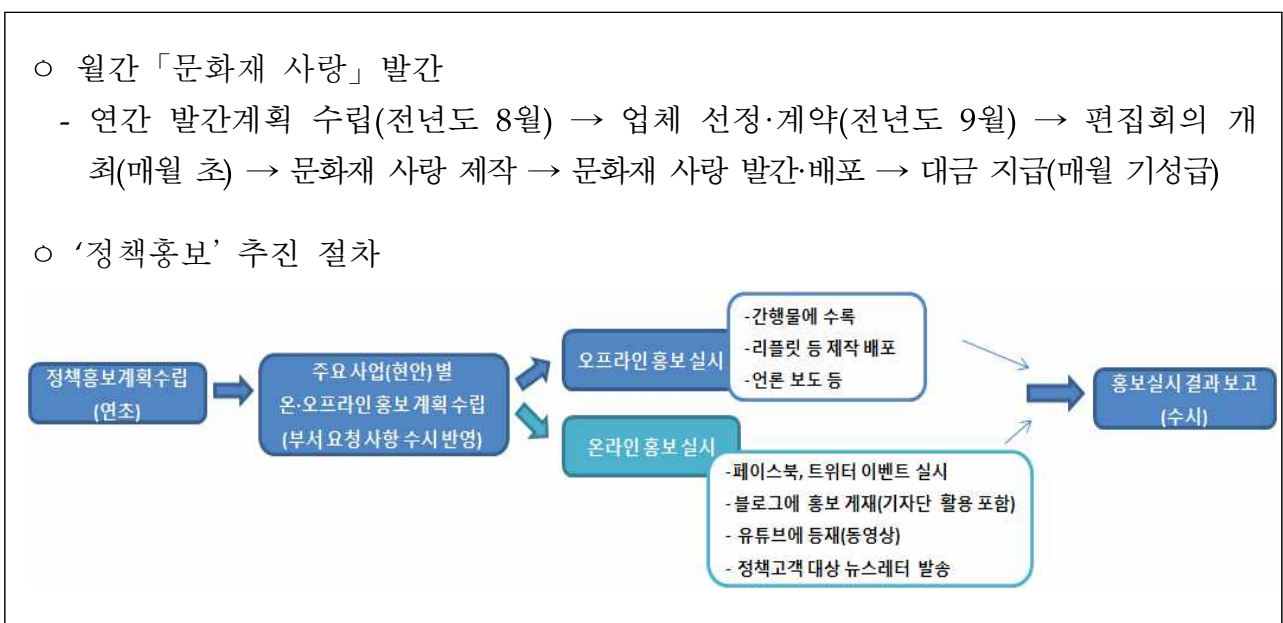 ○ 월간「문화재 사랑」발간
- 연간 발간계획 수립(전년도 8월) → 업체 선정·계약(전년도 9월) → 편집회의 개
최(매월 초) → 문화재 사랑 제작 → 문화재 사랑 발간·배포 → 대금 지급(매월 기성급)
○ ‘정책홍보’ 추진 절차
정책홍보계획수립
(연초)
주요사업(현안)별
온·오프라인 홍보 계획 수립
(부서 요청 사항 수시 반영)
오프라인 홍보 실시
-간행물에 수록
-리플릿 등 제작 배포
-언론 보도 등
온라인 홍보 실시
-페이스북, 트위터 이벤트 실시
- 블로그에 홍보 게재(기자단 활용 포함)
- 유튜브에 등재(동영상)
- 정책고객 대상 뉴스레터 발송
홍보실시 결과 보고
(수시)